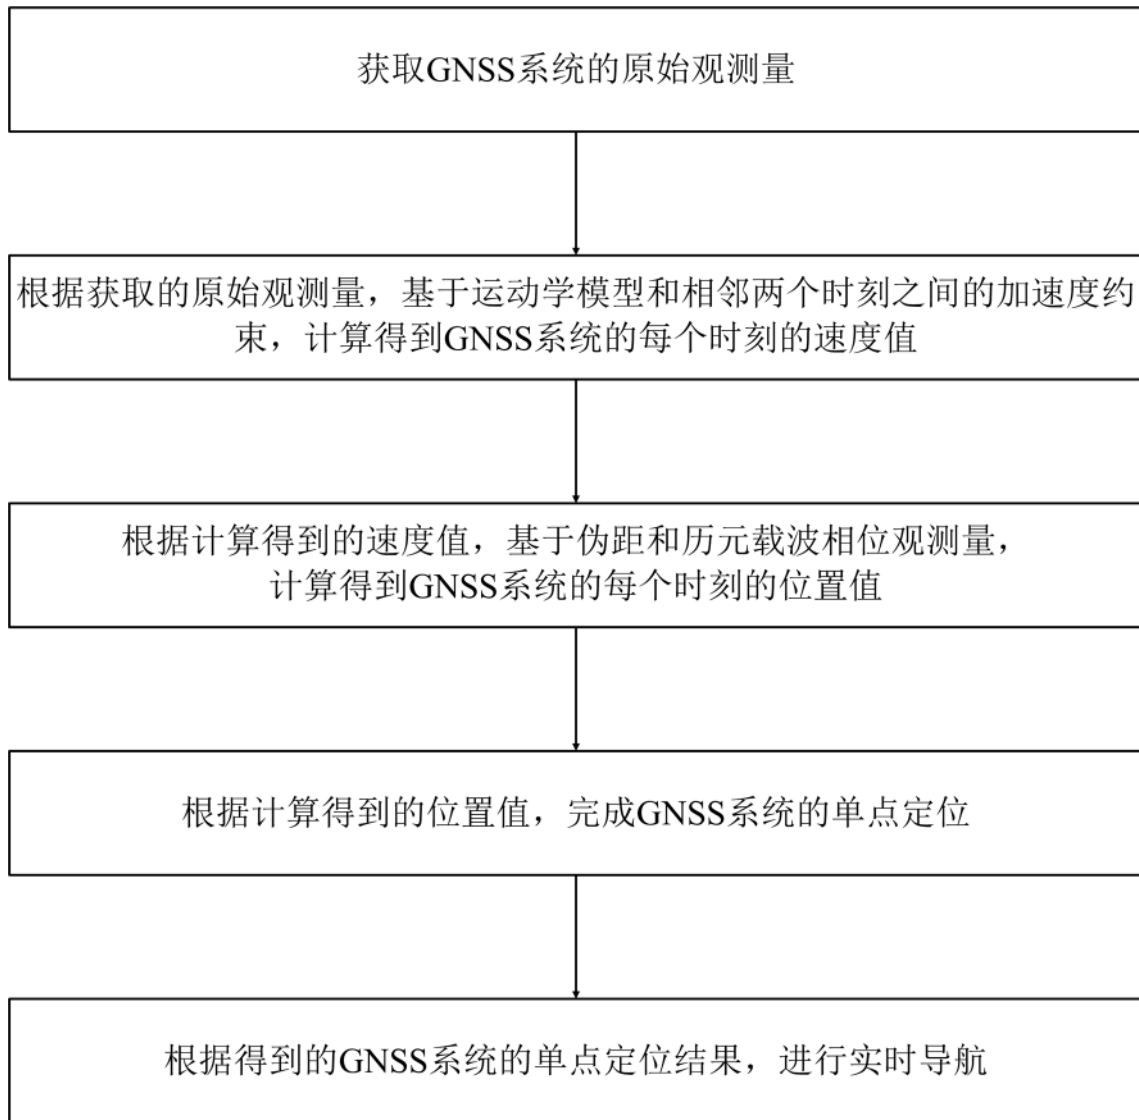 获取GNSS系统的原始观测量
根据获取的原始观测量，基于运动学模型和相邻两个时刻之间的加速度约
束，计算得到GNSS系统的每个时刻的速度值
根据计算得到的速度值，基于伪距和历元载波相位观测量，
计算得到GNSS系统的每个时刻的位置值
根据计算得到的位置值，完成GNSS系统的单点定位
根据得到的GNSS系统的单点定位结果，进行实时导航